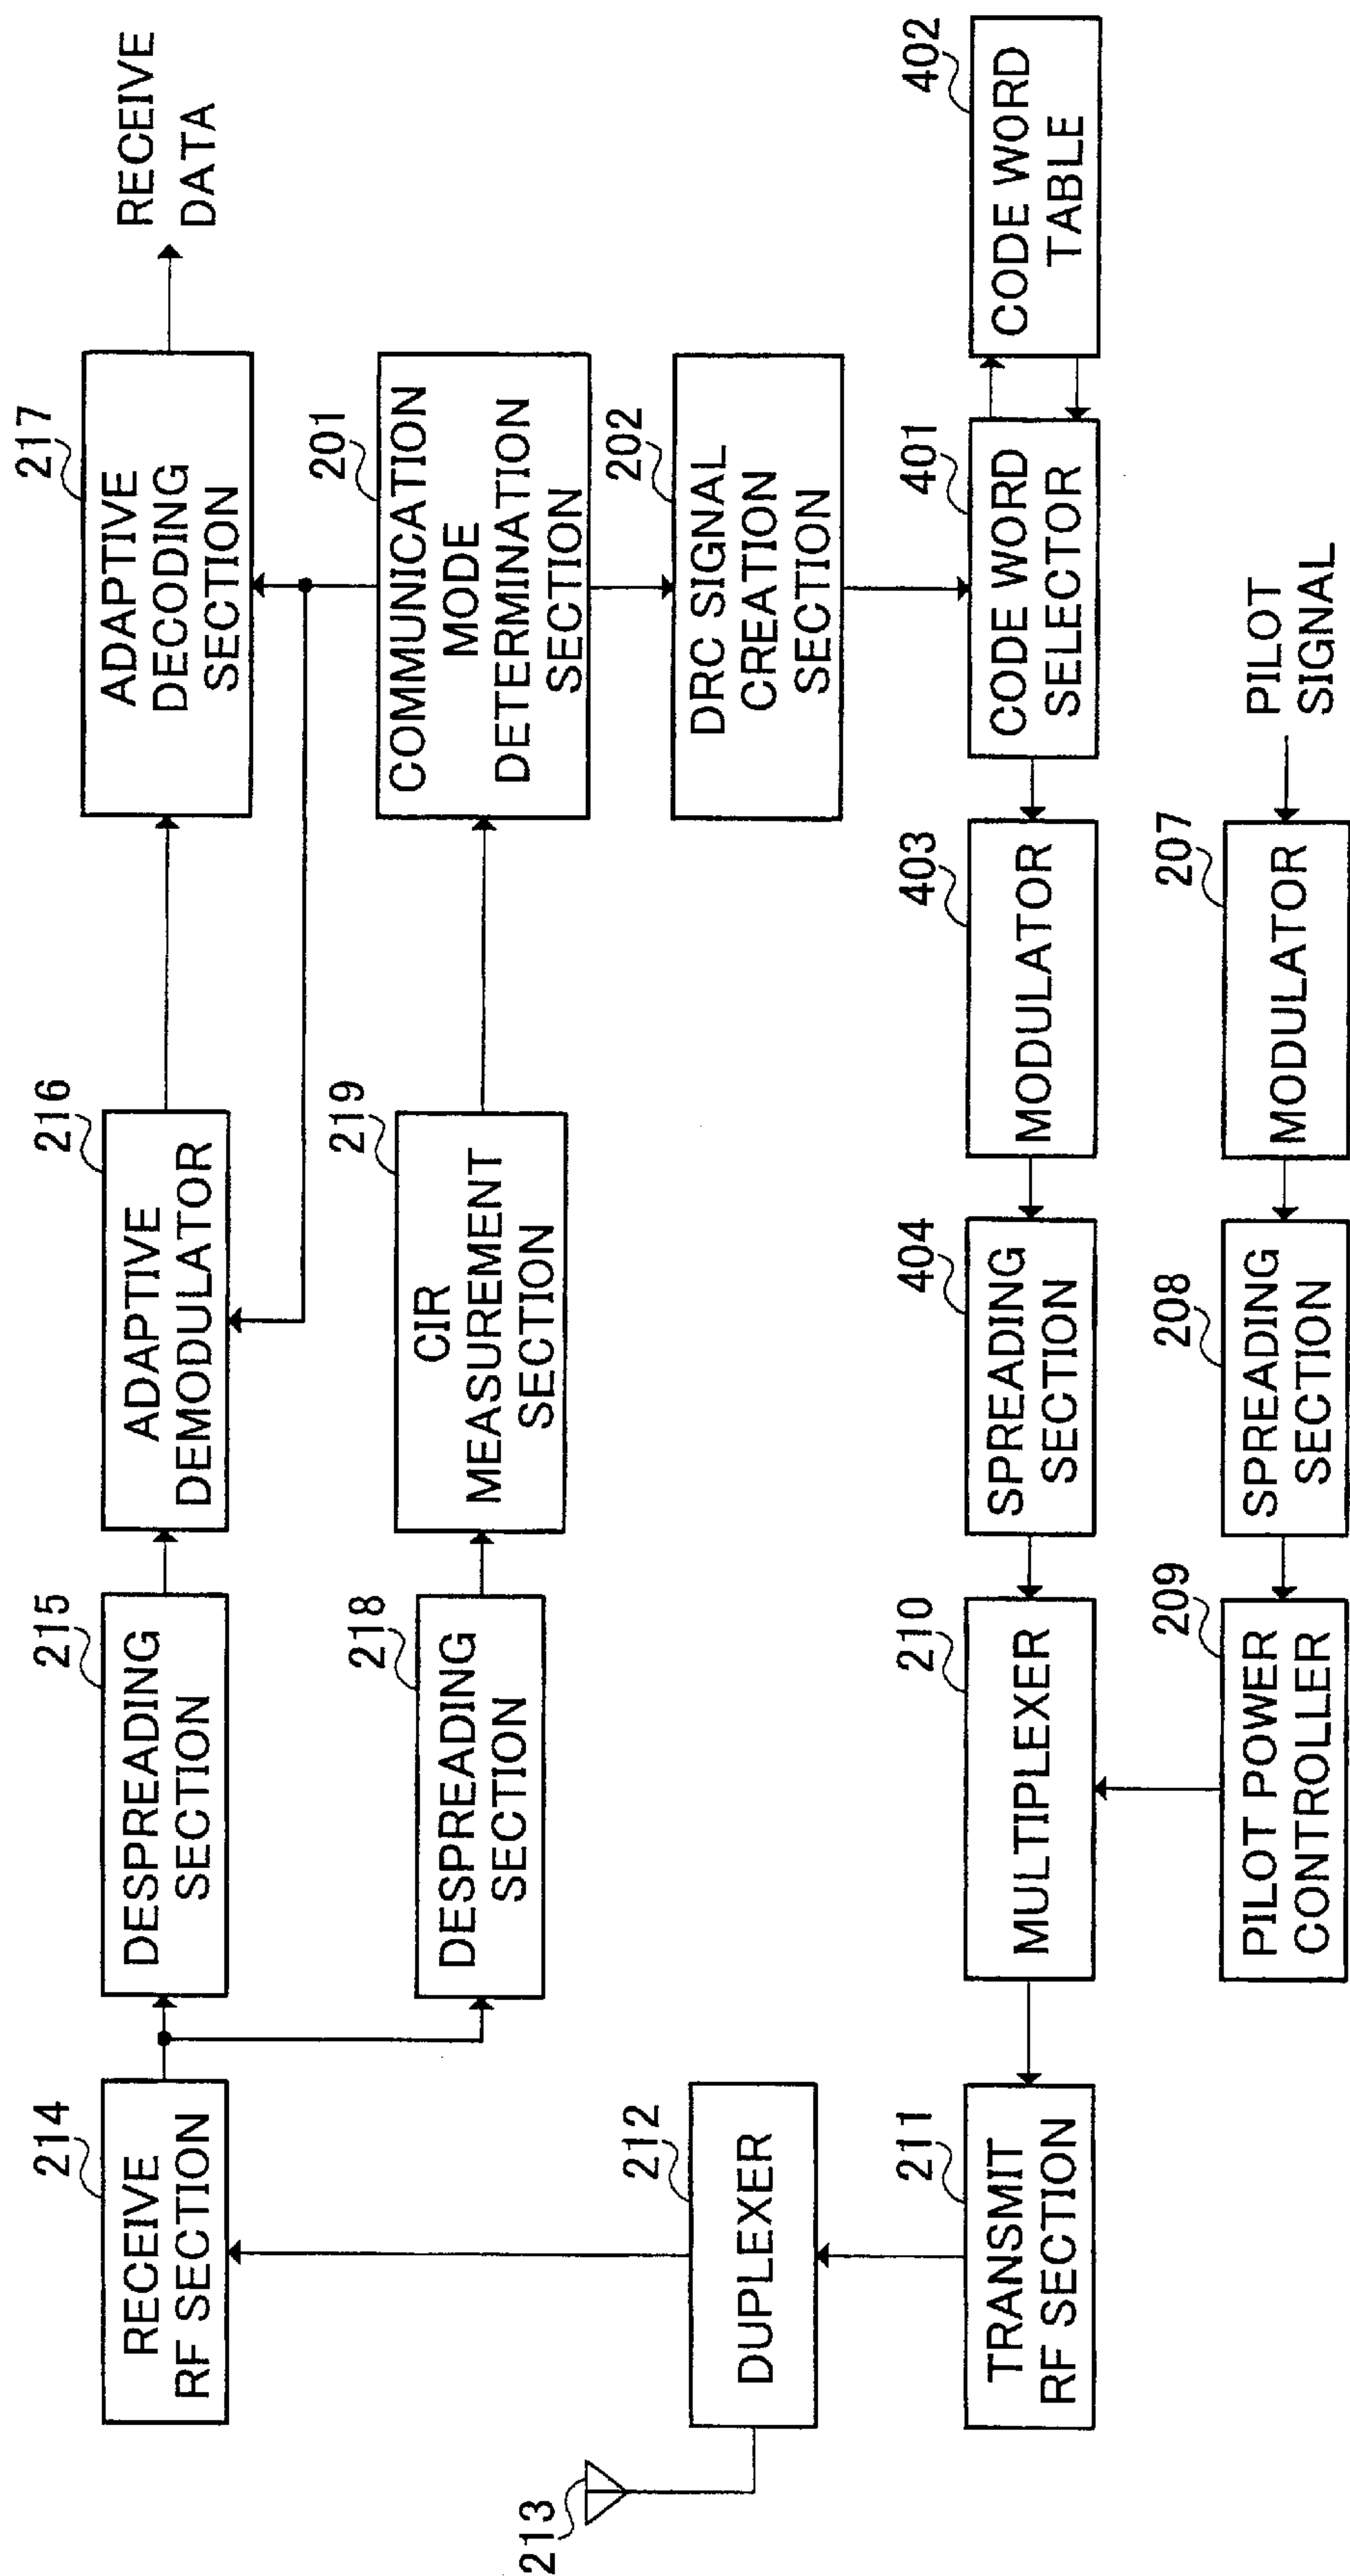 214
RECEIVE
RF SECTION
215
DESPREADING
SECTION
216
ADAPTIVE
DEMODULATOR
217
ADAPTIVE
DECODING
SECTION
RECEIVE
DATA
218
DESPREADING
SECTION
219
CIR
MEASUREMENT
SECTION
201
COMMUNICATION
MODE
DETERMINATION
SECTION
213
212
DUPLEXER
202
DRC SIGNAL
CREATION
SECTION
211
TRANSMIT
RF SECTION
210
MULTIPLEXER
404
SPREADING
SECTION
403
MODULATOR
401
CODE WORD
SELECTOR
402
CODE WORD
TABLE
209
PILOT POWER
CONTROLLER
208
SPREADING
SECTION
207
MODULATOR
PILOT
SIGNAL